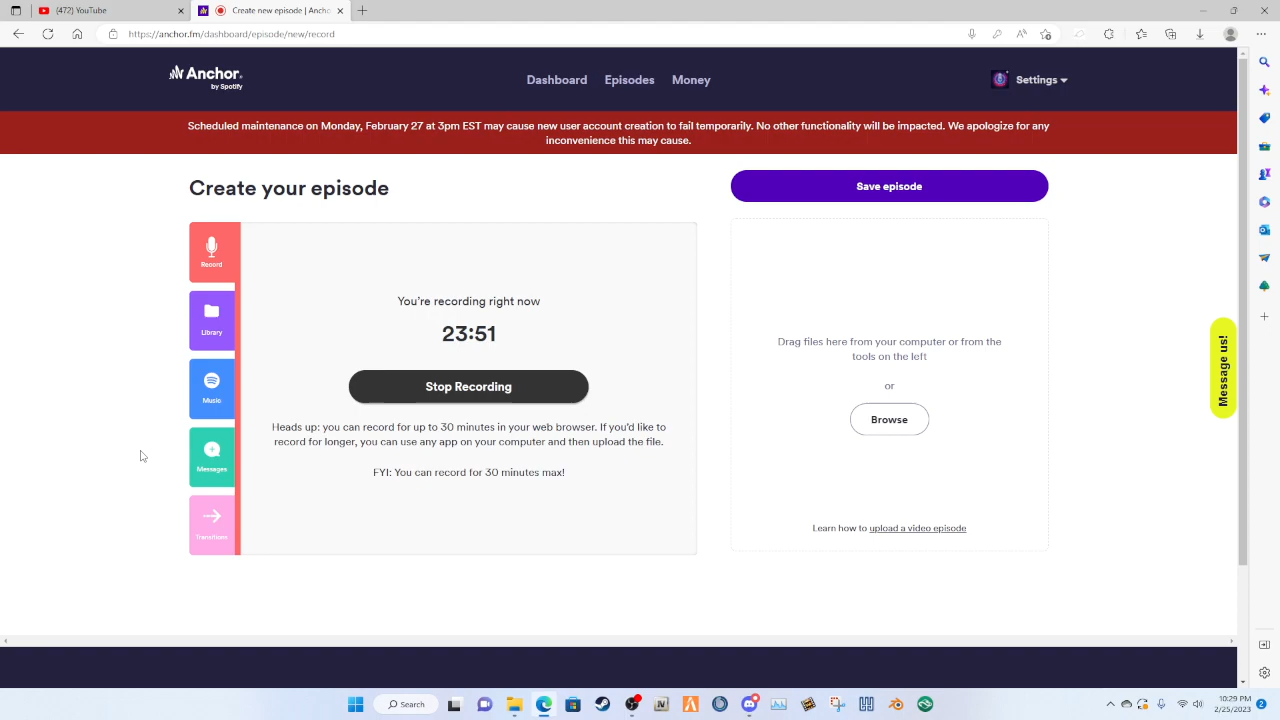 (472) YouTube
Create new episode | Ancho
https://anchor.fm/dashboard/episode/new/record
Anchor
by Spotify
Dashboard
Episodes
Money
Settings
Scheduled maintenance on Monday, February 27 at 3pm EST may cause new user account creation to fail temporarily. No other functionality will be impacted. We apologize for any
inconvenience this may cause.
Create your episode
Save episode
Record
Library
Music
Messages
Transitions
You're recording right now
23:51
Stop Recording
Heads up: you can record for up to 30 minutes in your web browser. If you'd like to
record for longer, you can use any app on your computer and then upload the file.
FYI: You can record for 30 minutes max!
Drag files here from your computer or from the
tools on the left
or
Browse
Learn how to upload a video episode
Message us!
Search
10:29 PM
2/25/2023
2